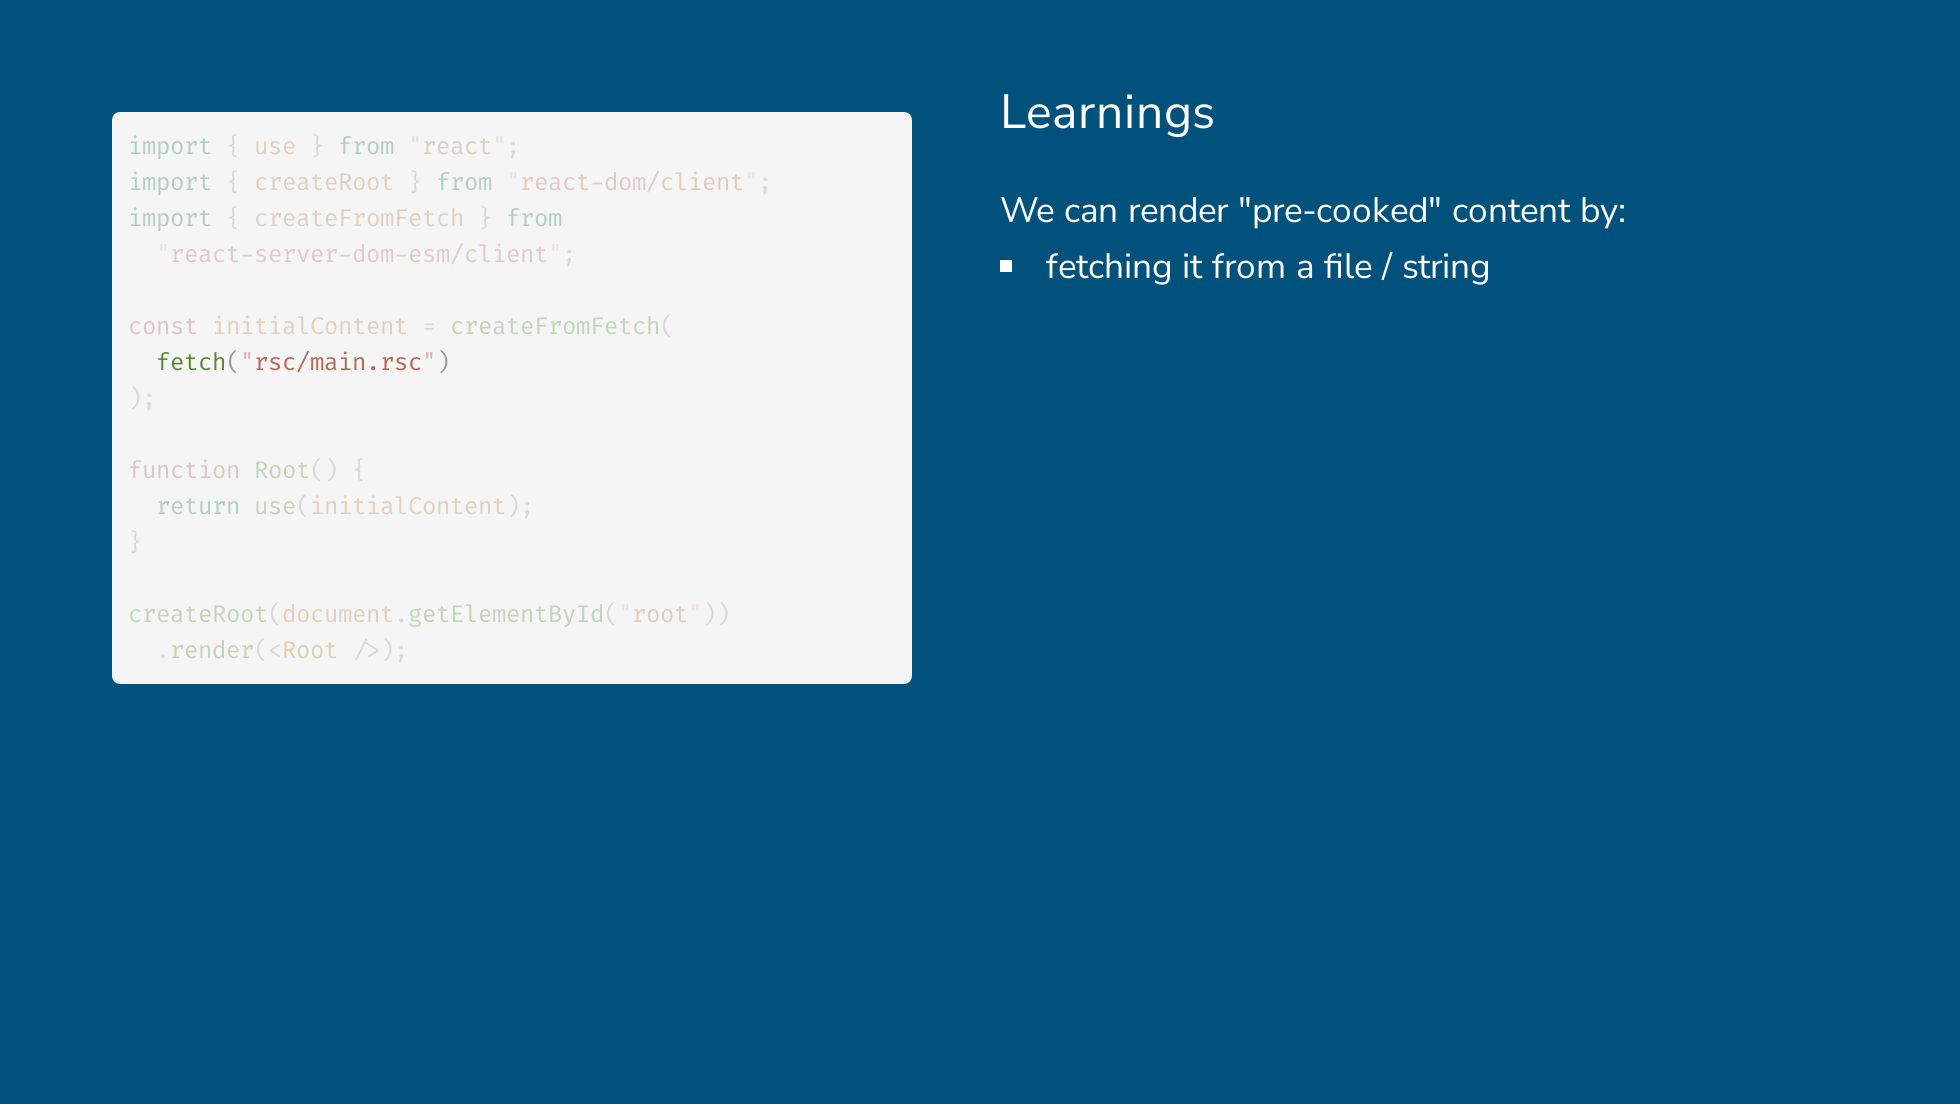 import { use } from "react";
import { createRoot } from "react-dom/client";
import { createFromFetch } from
  "react-server-dom-esm/client";

const initialContent = createFromFetch(
  fetch("rsc/main.rsc")
);

function Root() {
  return use(initialContent);
}

createRoot(document.getElementById("root"))
  .render(<Root />);

Learnings
We can render "pre-cooked" content by:
▪ fetching it from a file / string